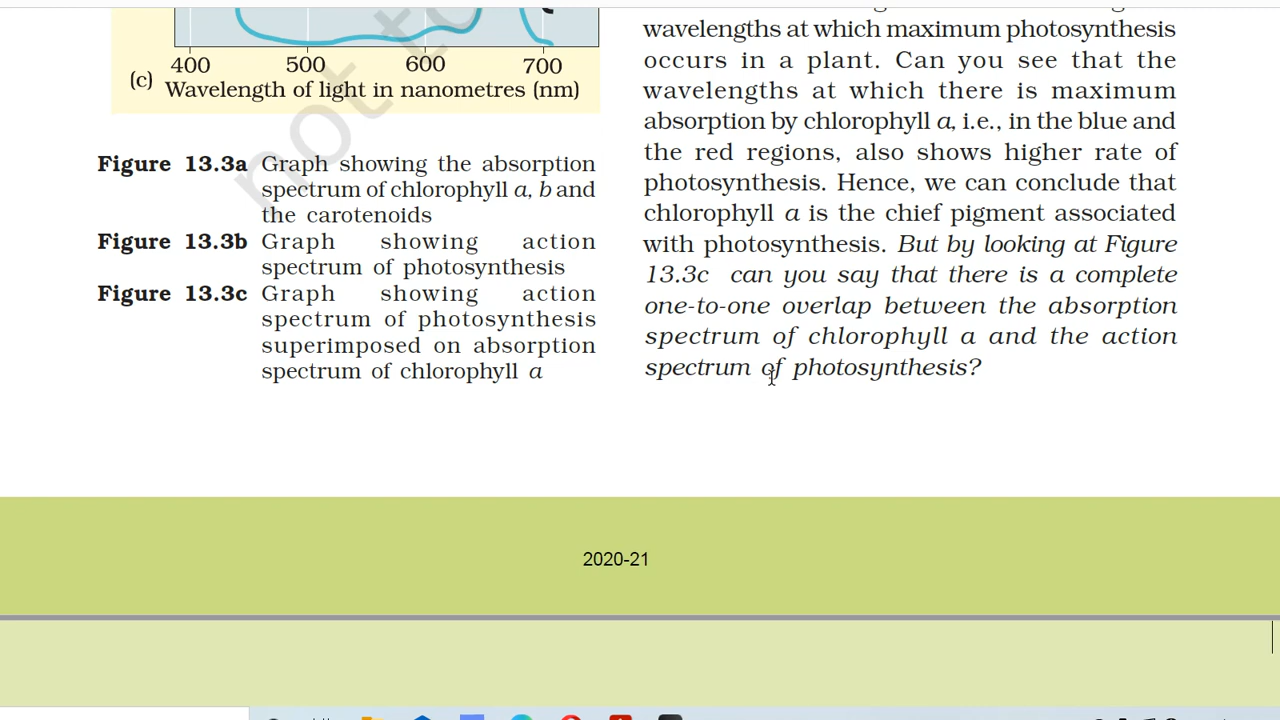 400 500 600 700
(c) Wavelength of light in nanometres (nm)
not to
Figure 13.3a Graph showing the absorption
spectrum of chlorophyll a, b and
the carotenoids
Figure 13.3b Graph showing action
spectrum of photosynthesis
Figure 13.3c Graph showing action
spectrum of photosynthesis
superimposed on absorption
spectrum of chlorophyll a
wavelengths at which maximum photosynthesis
occurs in a plant. Can you see that the
wavelengths at which there is maximum
absorption by chlorophyll a, i.e., in the blue and
the red regions, also shows higher rate of
photosynthesis. Hence, we can conclude that
chlorophyll a is the chief pigment associated
with photosynthesis. But by looking at Figure
13.3c can you say that there is a complete
one-to-one overlap between the absorption
spectrum of chlorophyll a and the action
spectrum of photosynthesis?
2020-21